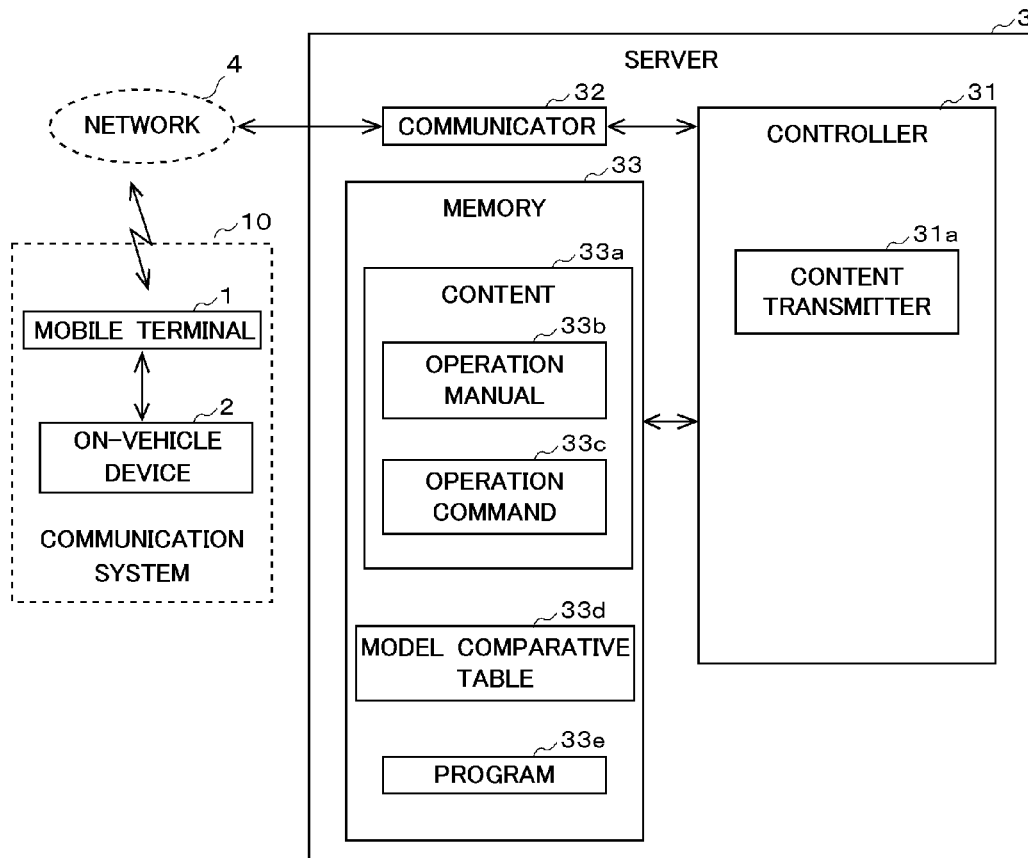 3
SERVER
4
NETWORK
32
COMMUNICATOR
31
CONTROLLER
33
MEMORY
10
31a
CONTENT
TRANSMITTER
33a
CONTENT
1
MOBILE TERMINAL
33b
OPERATION
MANUAL
2
ON-VEHICLE
DEVICE
33c
OPERATION
COMMAND
COMMUNICATION
SYSTEM
33d
MODEL COMPARATIVE
TABLE
33e
PROGRAM